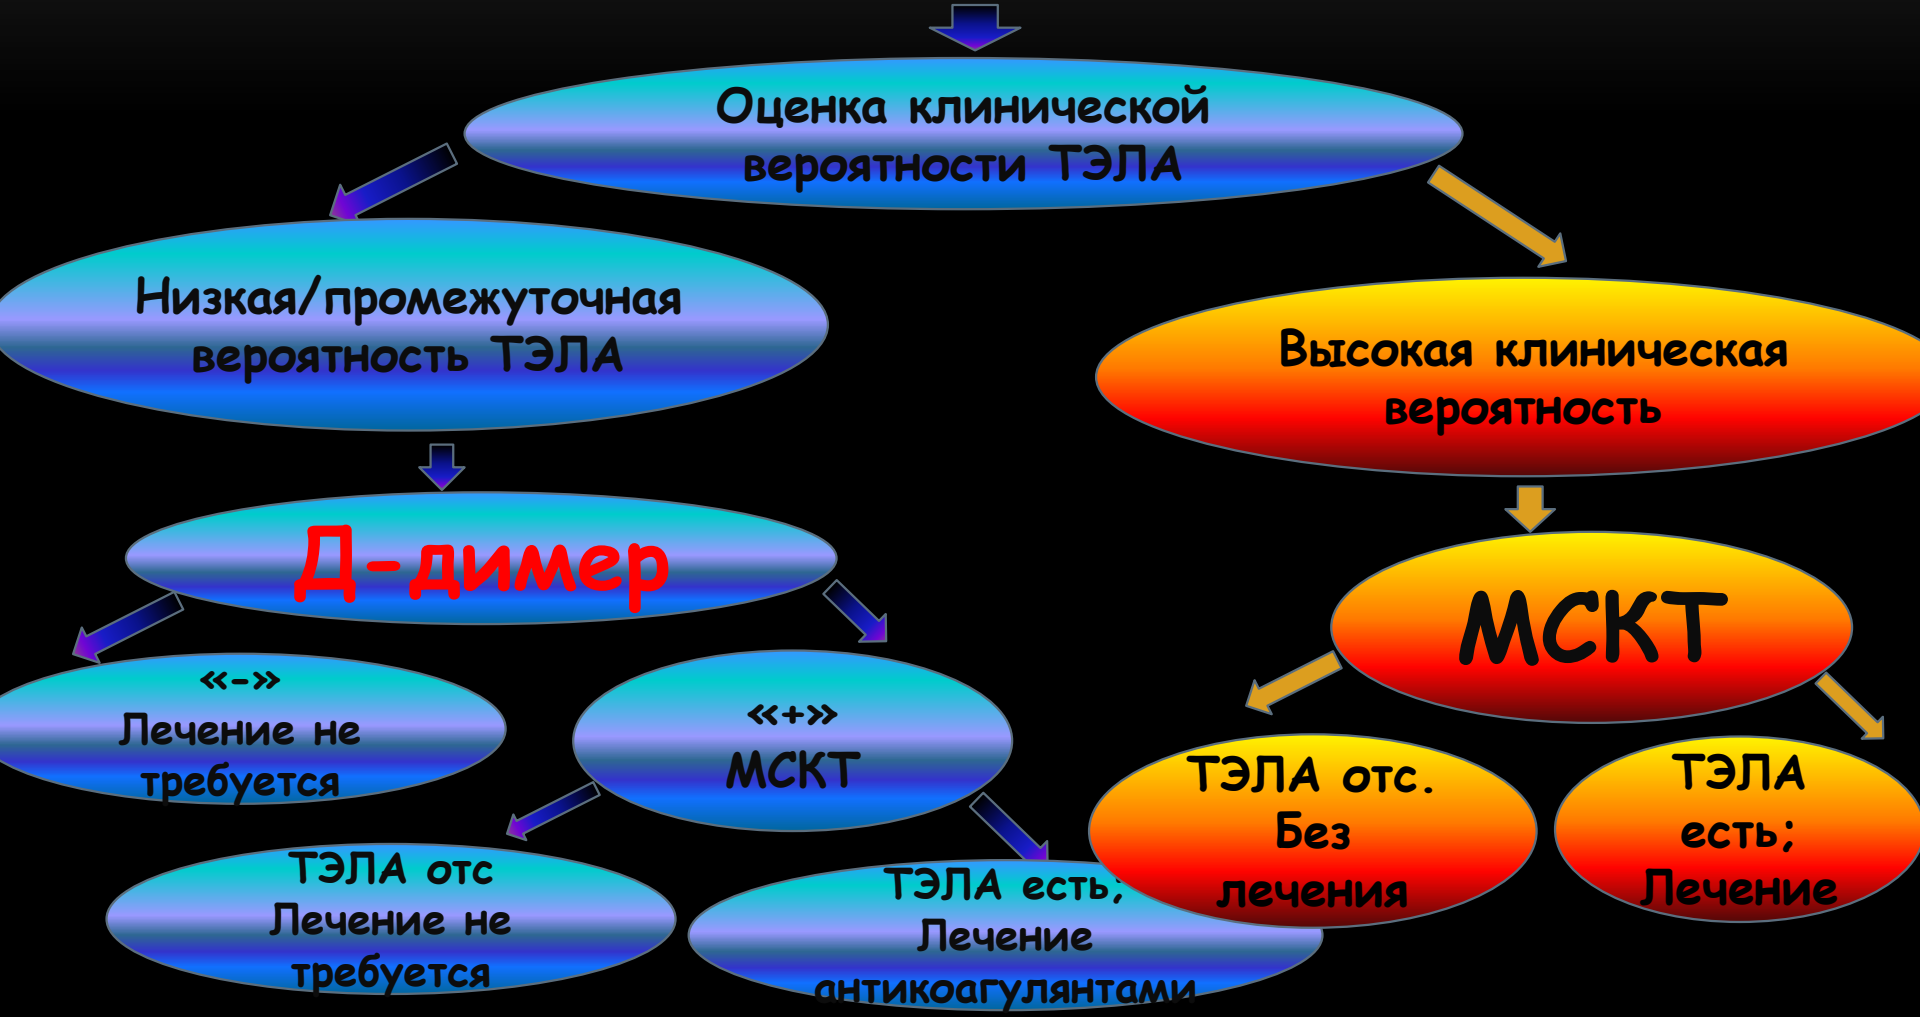 Оценка клинической
вероятности ТЭЛА
Низкая/промежуточная
вероятность ТЭЛА
Высокая клиническая
вероятность
Д-димер
МСКТ
«-»
Лечение не
требуется
«+»
МСКТ
ТЭЛА отс.
Без
лечения
ТЭЛА
есть;
Лечение
ТЭЛА отс
Лечение не
требуется
ТЭЛА есть;
Лечение
антикоагулянтами